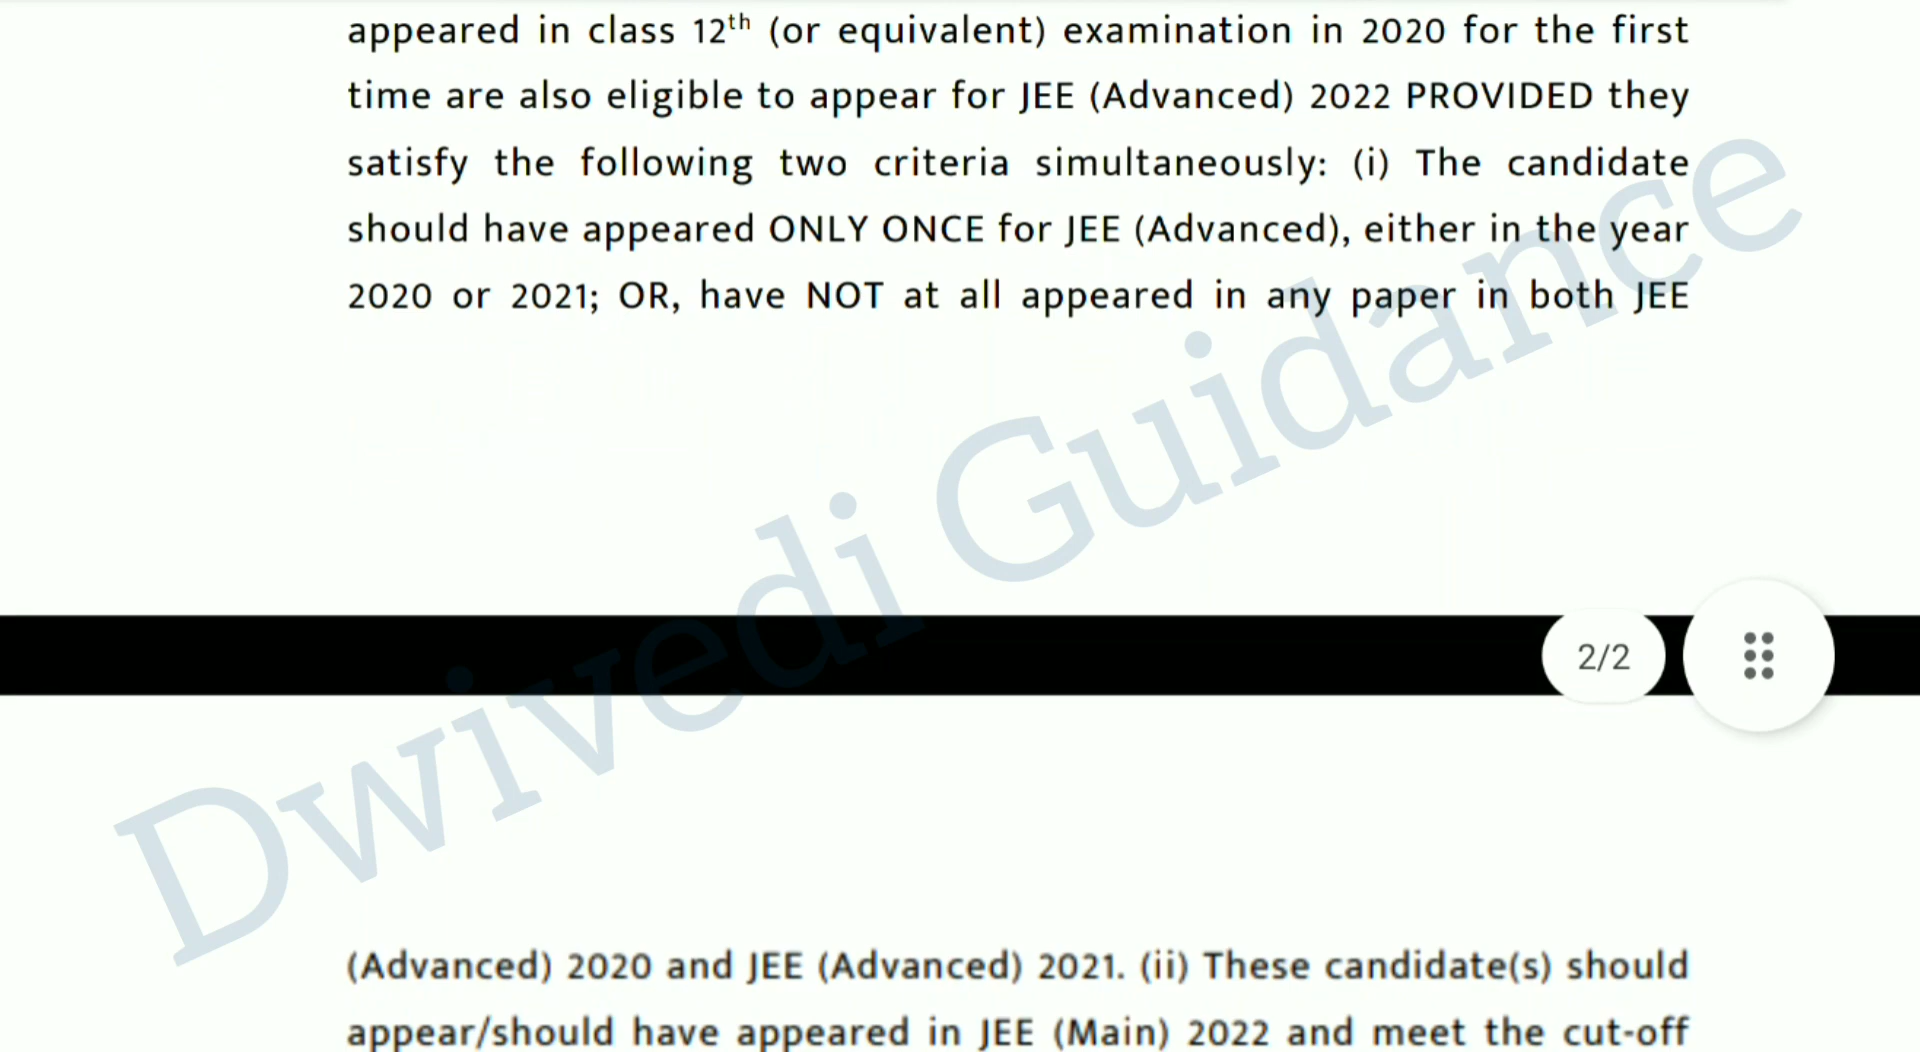 appeared in class 12th (or equivalent) examination in 2020 for the first
time are also eligible to appear for JEE (Advanced) 2022 PROVIDED they
satisfy the following two criteria simultaneously: (i) The candidate
should have appeared ONLY ONCE for JEE (Advanced), either in the year
2020 or 2021; OR, have NOT at all appeared in any paper in both JEE
Dwivedi Guidance
2/2
(Advanced) 2020 and JEE (Advanced) 2021. (ii) These candidate(s) should
appear/should have appeared in JEE (Main) 2022 and meet the cut-off